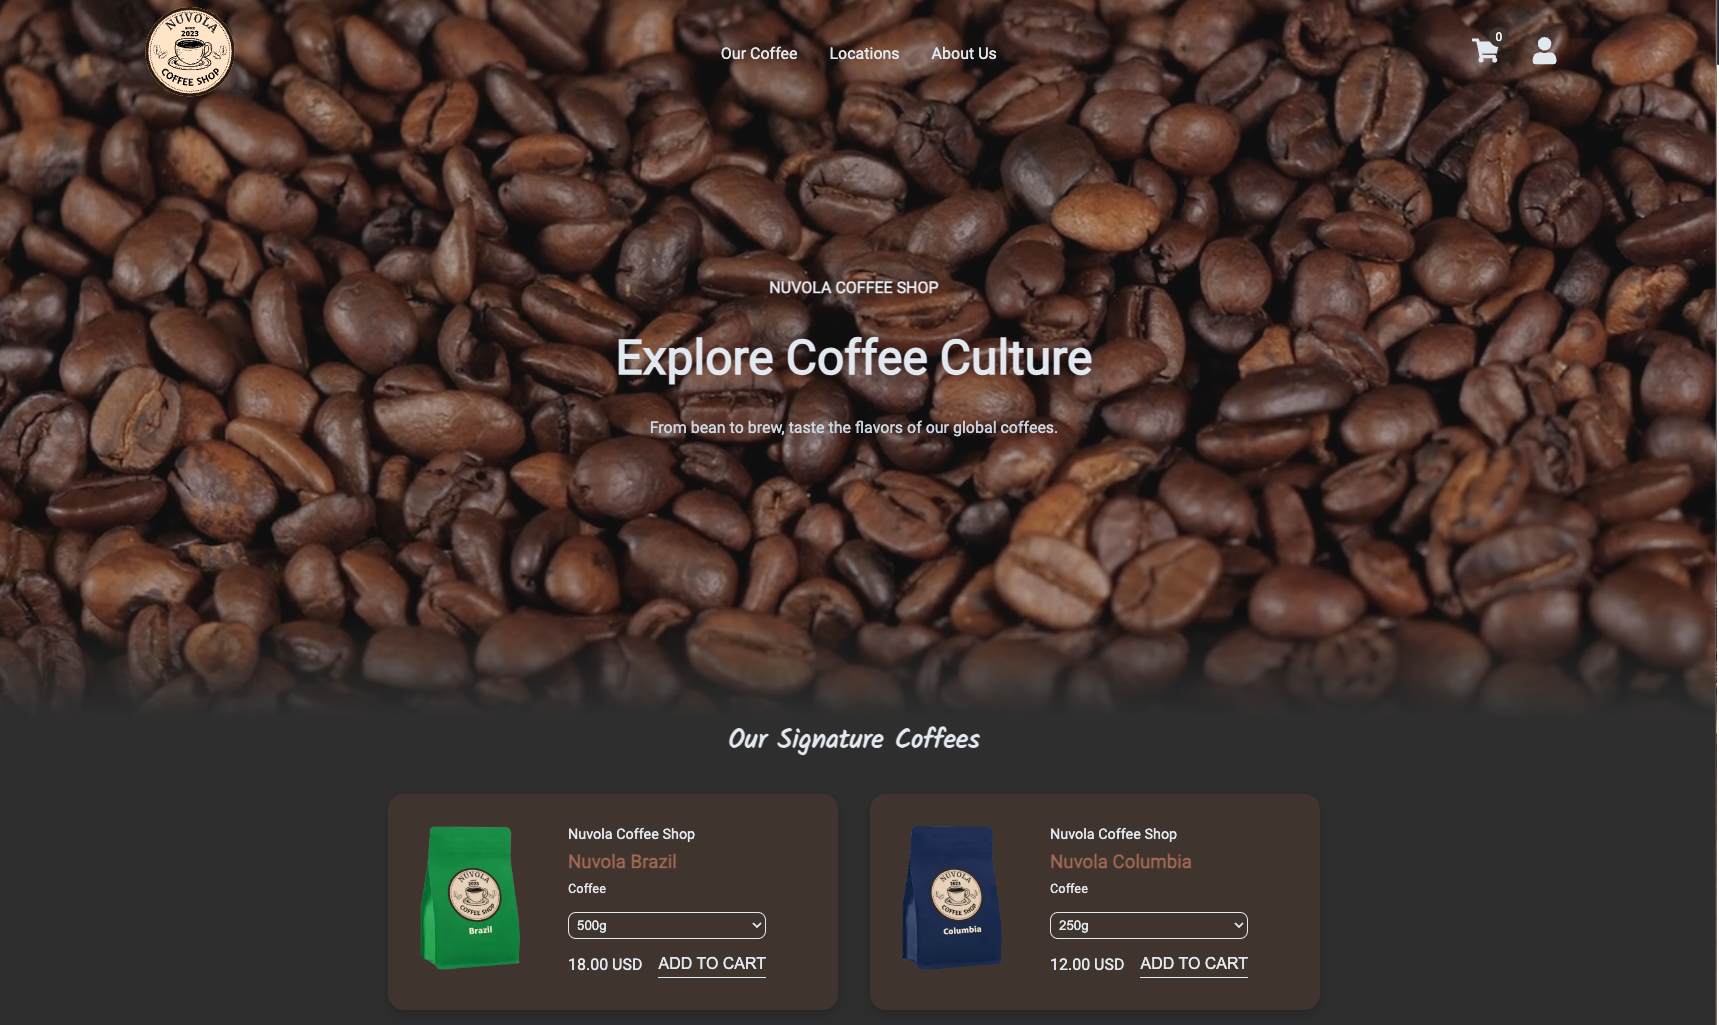 NUVOLA
SINCE
2023
COFFEE SHOP
Our Coffee
Locations
About Us
0
NUVOLA COFFEE SHOP
Explore Coffee Culture
From bean to brew, taste the flavors of our global coffees.
Our Signature Coffees
NUVOLA
2023
COFFEE SHOP
Brazil
Nuvola Coffee Shop
Nuvola Brazil
Coffee
500g
18.00 USD
ADD TO CART
NUVOLA
2023
COFFEE SHOP
Columbia
Nuvola Coffee Shop
Nuvola Columbia
Coffee
250g
12.00 USD
ADD TO CART